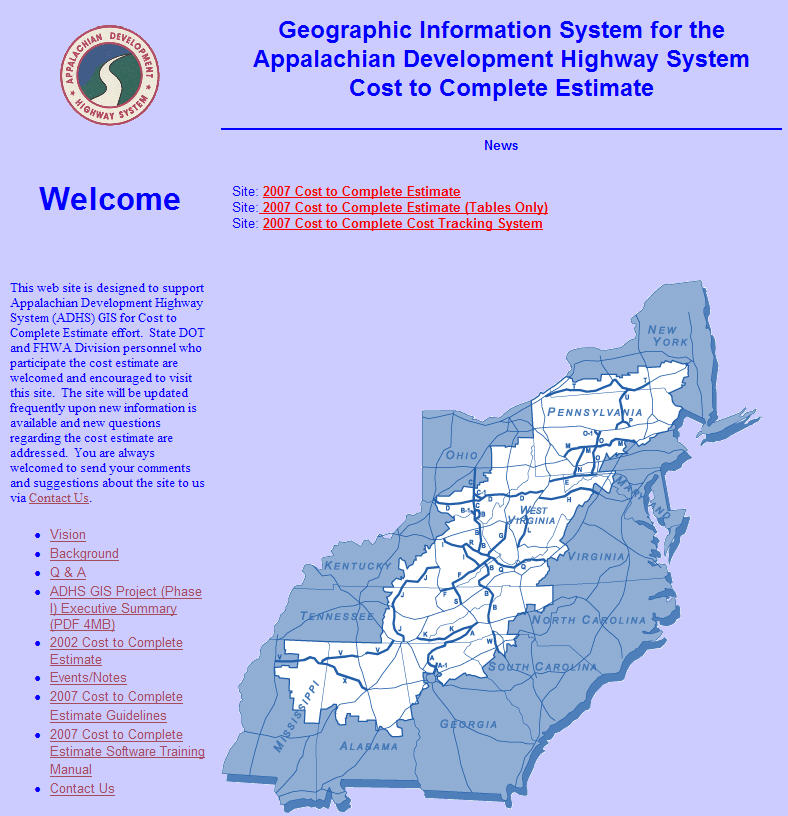 APPALACHIAN DEVELOPMENT
HIGHWAY SYSTEM
Geographic Information System for the
Appalachian Development Highway System
Cost to Complete Estimate
News
Welcome
Site: 2007 Cost to Complete Estimate
Site: 2007 Cost to Complete Estimate (Tables Only)
Site: 2007 Cost to Complete Cost Tracking System
This web site is designed to support
Appalachian Development Highway
System (ADHS) GIS for Cost to
Complete Estimate effort.  State DOT
and FHWA Division personnel who
participate the cost estimate are
welcomed and encouraged to visit
this site.  The site will be updated
frequently upon new information is
available and new questions
regarding the cost estimate are
addressed.  You are always
welcomed to send your comments
and suggestions about the site to us
via Contact Us.
Vision
Background
Q & A
ADHS GIS Project (Phase
I) Executive Summary
(PDF 4MB)
2002 Cost to Complete
Estimate
Events/Notes
2007 Cost to Complete
Estimate Guidelines
2007 Cost to Complete
Estimate Software Training
Manual
Contact Us
NEW
YORK
T
U
PENNSYLVANIA
P
O-1
O
M
M
N
OHIO
E
H
MARYLAND
C
C-1
D
D
D
B-1
C
B
WEST
VIRGINIA
L
G
R
B
I
I
VIRGINIA
B
Q
Q
KENTUCKY
J
F
F
J
S
B
B
TENNESSEE
NORTH CAROLINA
J
K
K
A
W
V
V
V
X
A
A-1
SOUTH CAROLINA
MISSISSIPPI
ALABAMA
GEORGIA